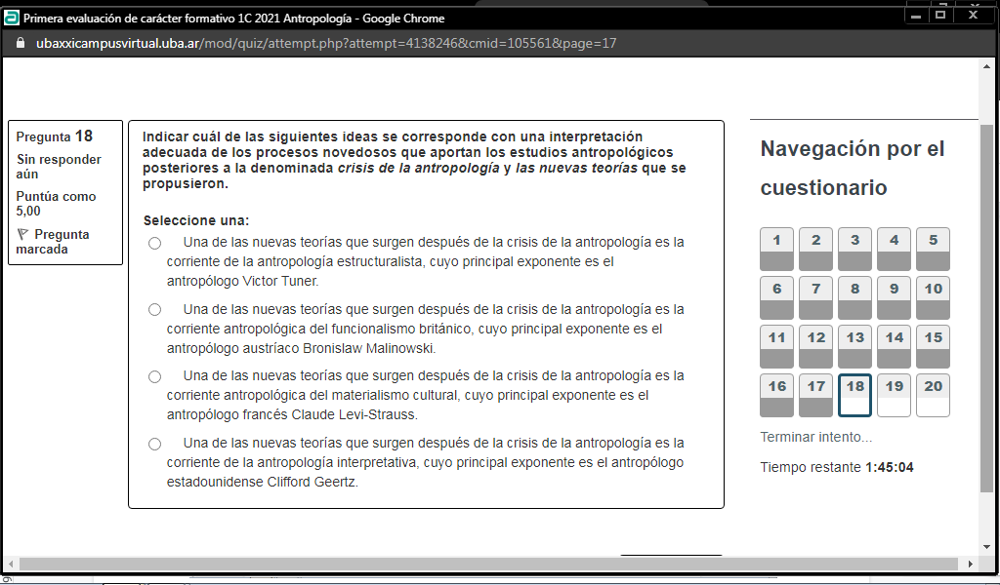 Primera evaluación de carácter formativo 1C 2021 Antropología - Google Chrome
ubaxxicampusvirtual.uba.ar/mod/quiz/attempt.php?attempt=4138246&cmid=105561&page=17
Pregunta 18
Sin responder
aún
Puntúa como
5,00
Pregunta
marcada
Indicar cuál de las siguientes ideas se corresponde con una interpretación
adecuada de los procesos novedosos que aportan los estudios antropológicos
posteriores a la denominada crisis de la antropología y las nuevas teorías que se
propusieron.
Seleccione una:
Una de las nuevas teorías que surgen después de la crisis de la antropología es la
corriente de la antropología estructuralista, cuyo principal exponente es el
antropólogo Victor Tuner.
Una de las nuevas teorías que surgen después de la crisis de la antropología es la
corriente antropológica del funcionalismo británico, cuyo principal exponente es el
antropólogo austríaco Bronislaw Malinowski.
Una de las nuevas teorías que surgen después de la crisis de la antropología es la
corriente antropológica del materialismo cultural, cuyo principal exponente es el
antropólogo francés Claude Levi-Strauss.
Una de las nuevas teorías que surgen después de la crisis de la antropología es la
corriente de la antropología interpretativa, cuyo principal exponente es el antropólogo
estadounidense Clifford Geertz.
Navegación por el
cuestionario
1 2 3 4 5
6 7 8 9 10
11 12 13 14 15
16 17 18 19 20
Terminar intento...
Tiempo restante 1:45:04